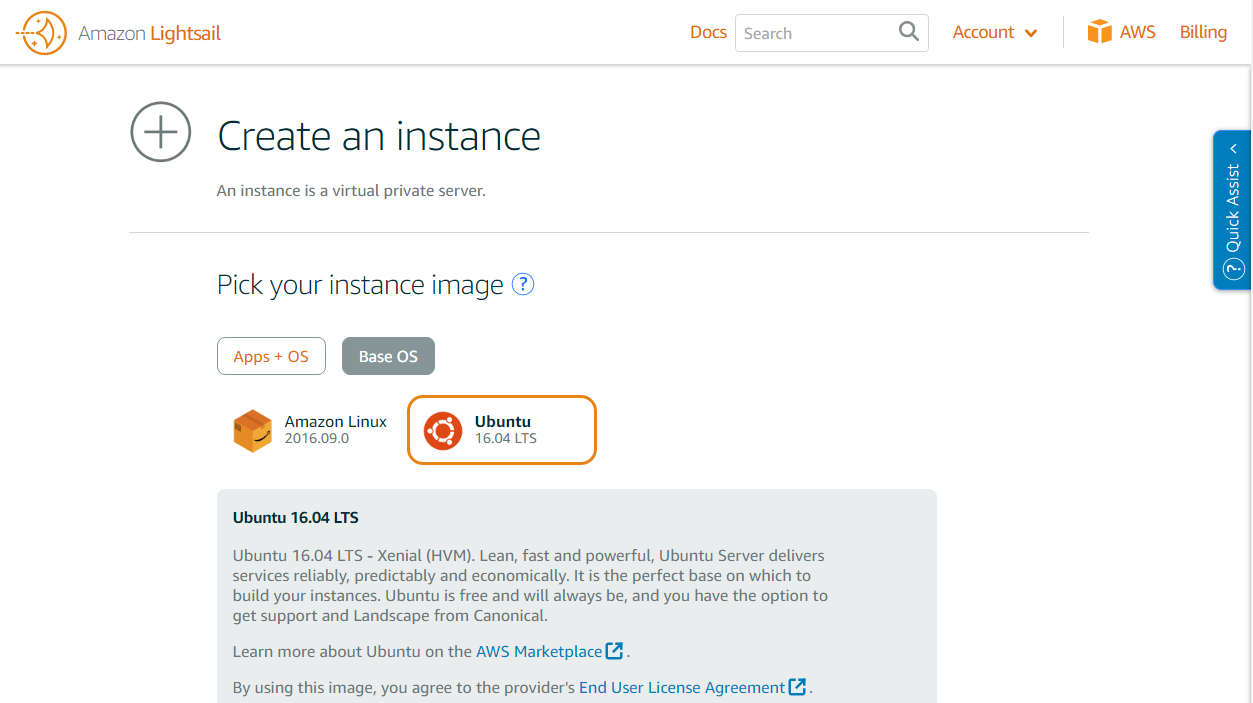 Amazon Lightsail
Docs
Search
Account
AWS
Billing
Create an instance
An instance is a virtual private server.
Quick Assist
Pick your instance image ?
Apps + OS
Base OS
Amazon Linux
2016.09.0
Ubuntu
16.04 LTS
Ubuntu 16.04 LTS
Ubuntu 16.04 LTS - Xenial (HVM). Lean, fast and powerful, Ubuntu Server delivers
services reliably, predictably and economically. It is the perfect base on which to
build your instances. Ubuntu is free and will always be, and you have the option to
get support and Landscape from Canonical.
Learn more about Ubuntu on the AWS Marketplace.
By using this image, you agree to the provider's End User License Agreement.